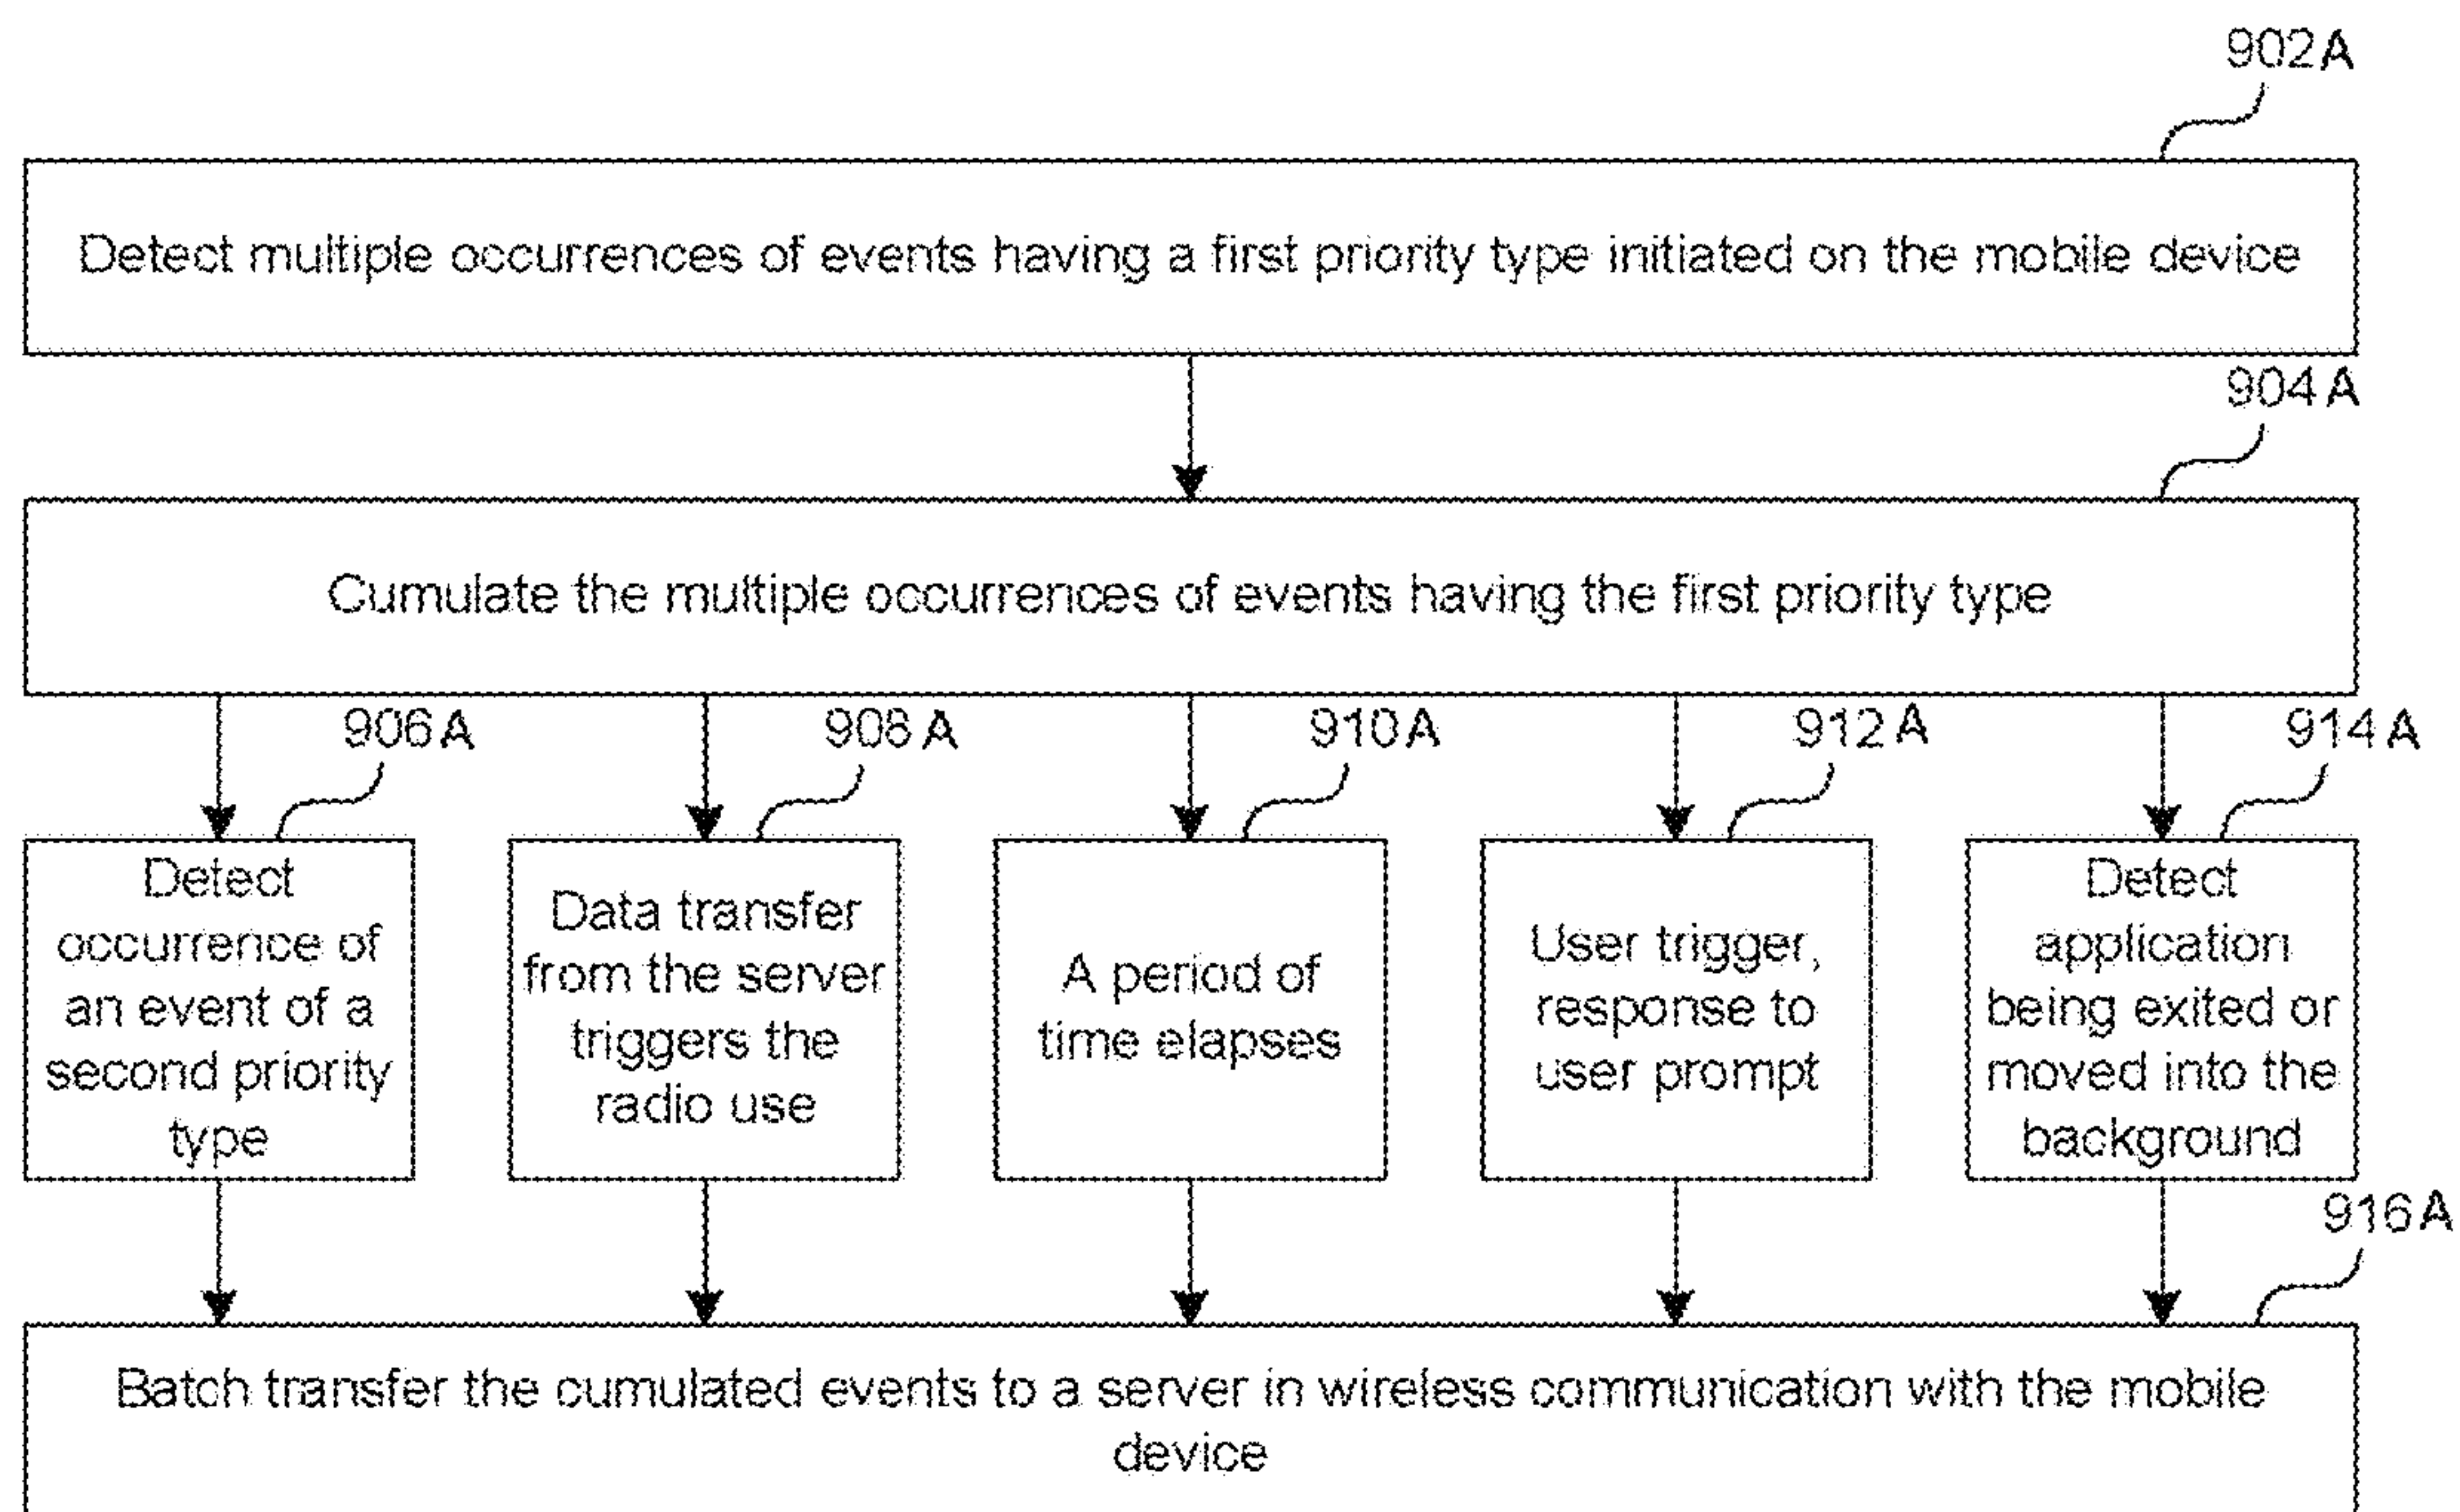 902A
Detect multiple occurrences of events having a first priority type initiated on the mobile device
904A
Cumulate the multiple occurrences of events having the first priority type
906A
908A
910A
912A
914A
Detect
occurrence of
an event of a
second priority
type
Data transfer
from the server
triggers the
radio use
A period of
time elapses
User trigger,
response to
user prompt
Detect
application
being exited or
moved into the
background
916A
Batch transfer the cumulated events to a server in wireless communication with the mobile
device